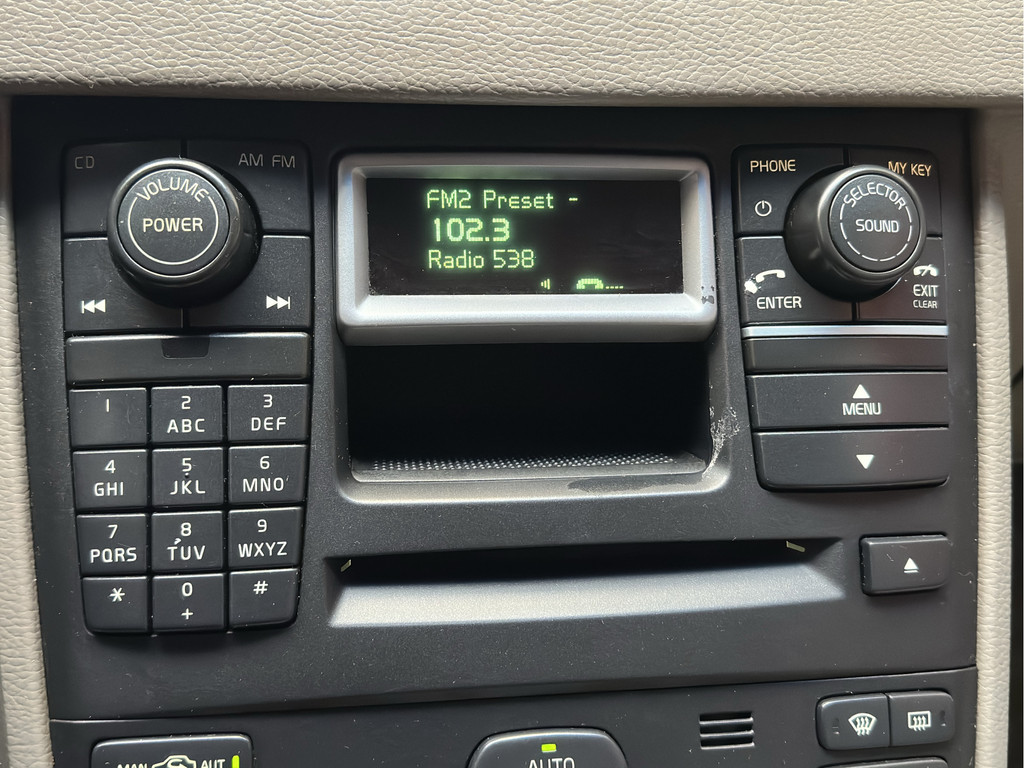 CD
AM FM
VOLUME
POWER
FM2 Preset -
102.3
Radio 538
PHONE
MY KEY
SELECTOR
SOUND
ENTER
EXIT
CLEAR
1
2
ABC
3
DEF
4
GHI
5
JKL
6
MNO
7
PQRS
8
TUV
9
WXYZ
*
0
+
#
MENU
MAN
AUT
AUTO